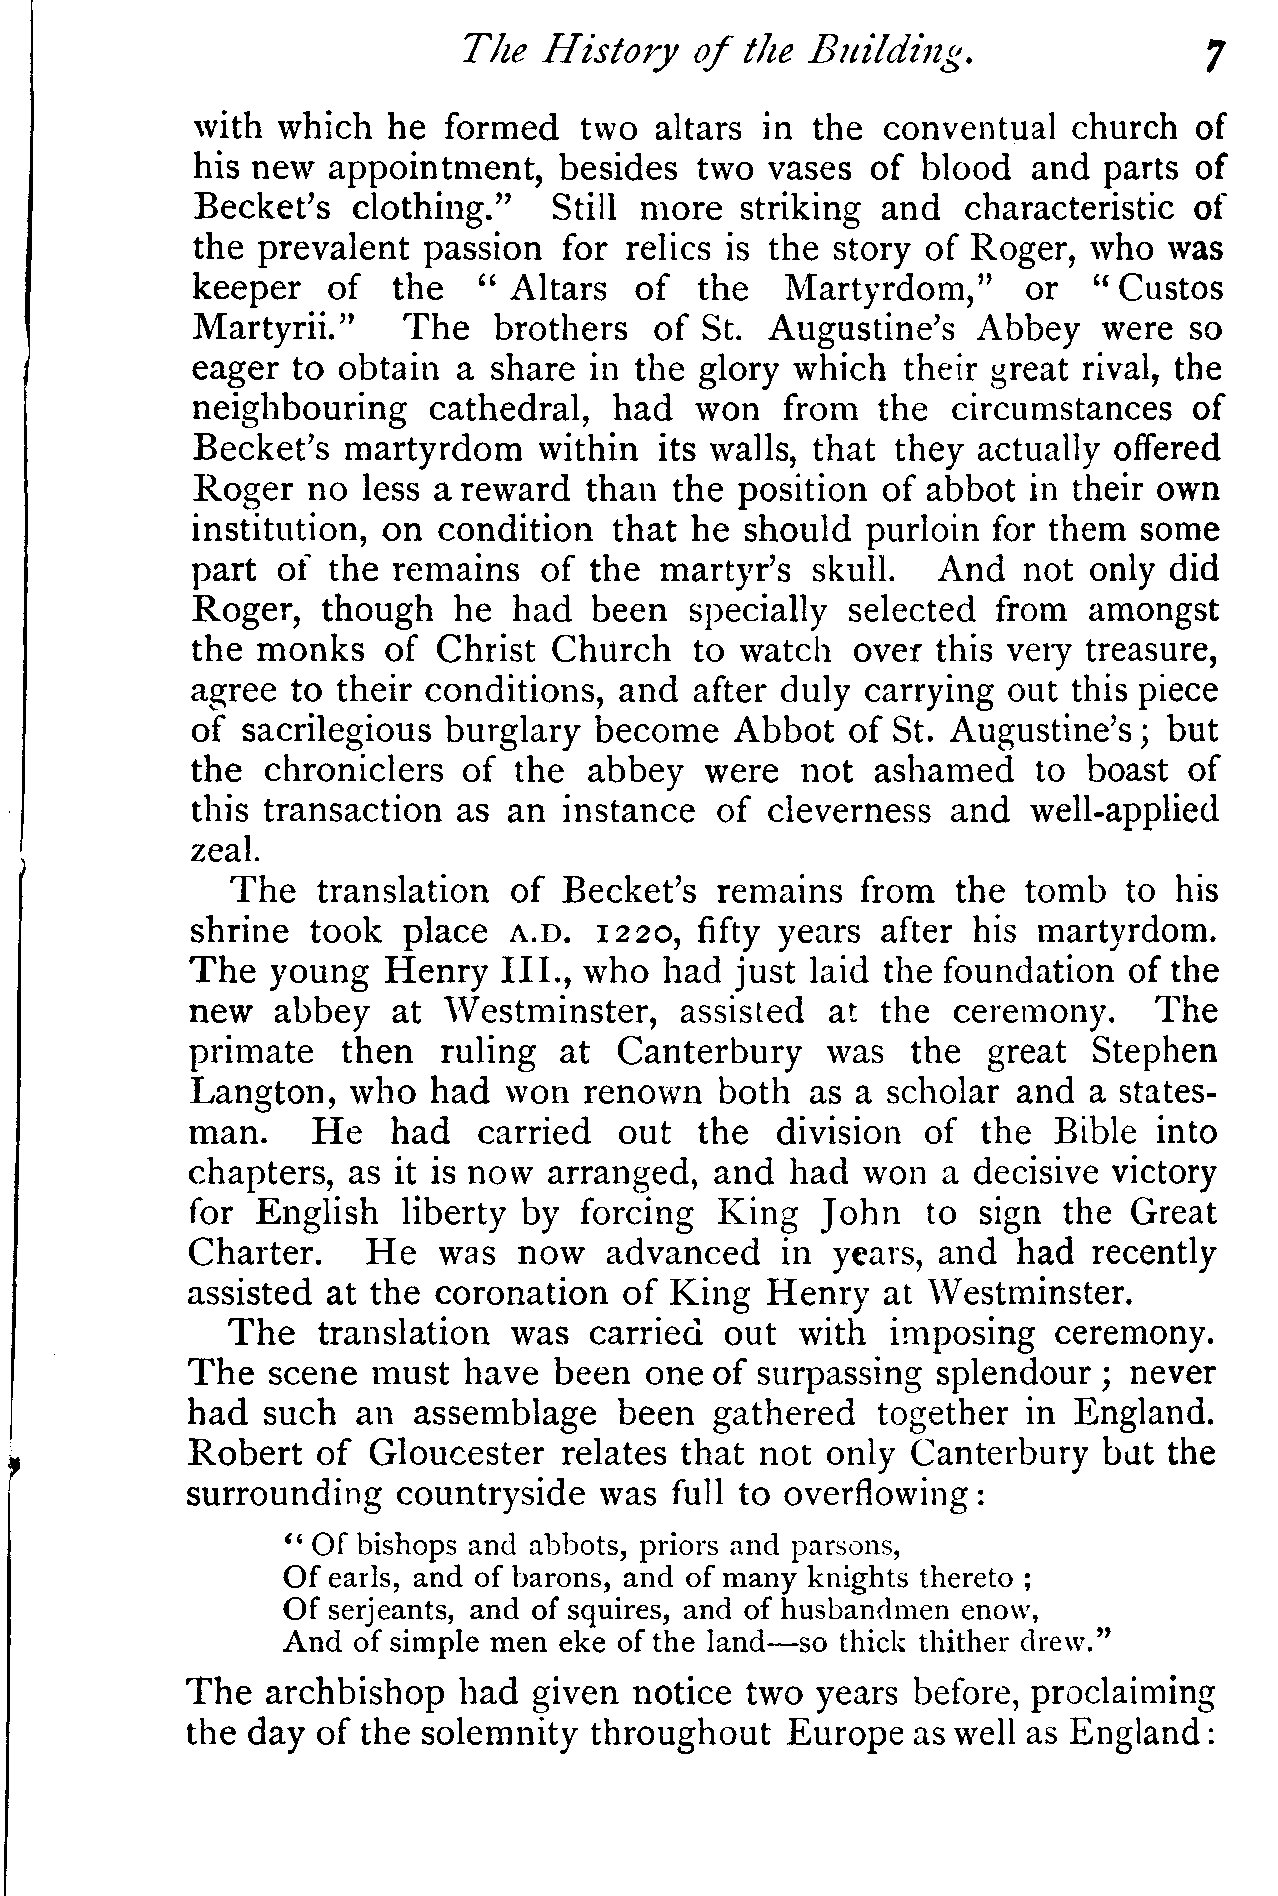 The History of the Building. 7
with which he formed two altars in the conventual church of
his new appointment, besides two vases of blood and parts of
Becket's clothing." Still more striking and characteristic of
the prevalent passion for relics is the story of Roger, who was
keeper of the "Altars of the Martyrdom," or "Custos
Martyrii." The brothers of St. Augustine's Abbey were so
eager to obtain a share in the glory which their great rival, the
neighbouring cathedral, had won from the circumstances of
Becket's martyrdom within its walls, that they actually offered
Roger no less a reward than the position of abbot in their own
institution, on condition that he should purloin for them some
part of the remains of the martyr's skull. And not only did
Roger, though he had been specially selected from amongst
the monks of Christ Church to watch over this very treasure,
agree to their conditions, and after duly carrying out this piece
of sacrilegious burglary become Abbot of St. Augustine's; but
the chroniclers of the abbey were not ashamed to boast of
this transaction as an instance of cleverness and well-applied
zeal.
The translation of Becket's remains from the tomb to his
shrine took place A.D. 1220, fifty years after his martyrdom.
The young Henry III., who had just laid the foundation of the
new abbey at Westminster, assisted at the ceremony. The
primate then ruling at Canterbury was the great Stephen
Langton, who had won renown both as a scholar and a states-
man. He had carried out the division of the Bible into
chapters, as it is now arranged, and had won a decisive victory
for English liberty by forcing King John to sign the Great
Charter. He was now advanced in years, and had recently
assisted at the coronation of King Henry at Westminster.
The translation was carried out with imposing ceremony.
The scene must have been one of surpassing splendour; never
had such an assemblage been gathered together in England.
Robert of Gloucester relates that not only Canterbury but the
surrounding countryside was full to overflowing:
"Of bishops and abbots, priors and parsons,
Of earls, and of barons, and of many knights thereto;
Of serjeants, and of squires, and of husbandmen enow,
And of simple men eke of the land—so thick thither drew."
The archbishop had given notice two years before, proclaiming
the day of the solemnity throughout Europe as well as England: